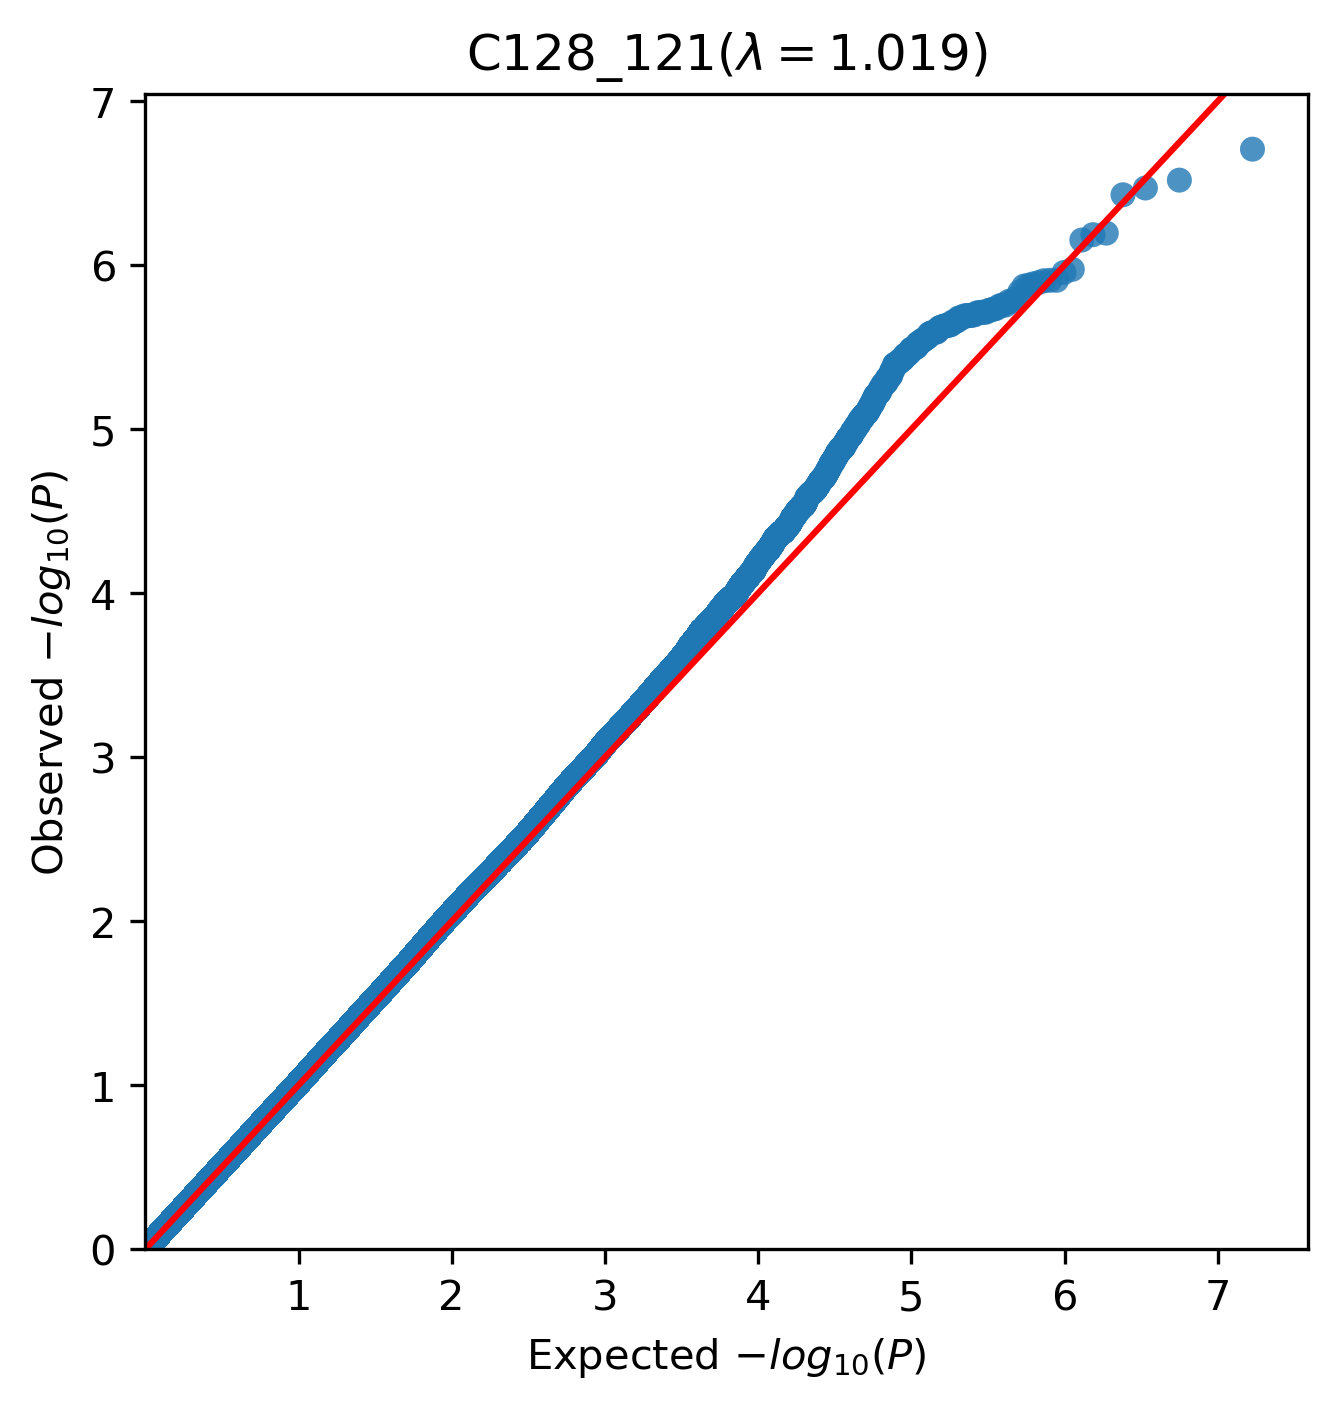 C128_121(λ = 1.019)
7
6
5
4
3
2
1
0
Observed −log10(P)
1 2 3 4 5 6 7
Expected −log10(P)